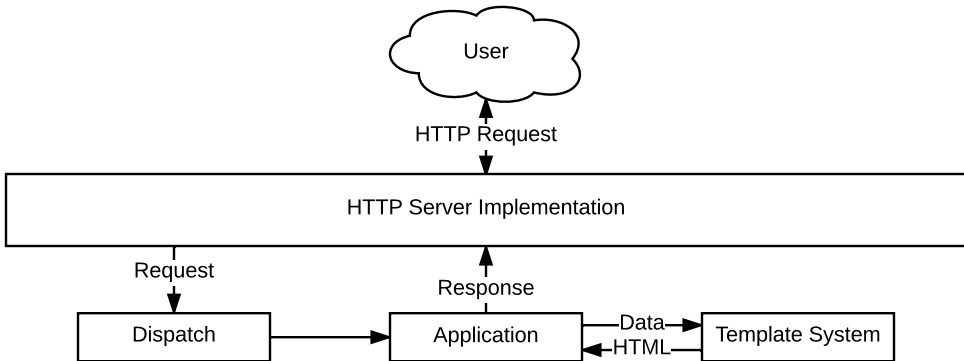 User
HTTP Request
HTTP Server Implementation
Request
Response
Dispatch
Application
Data
HTML
Template System